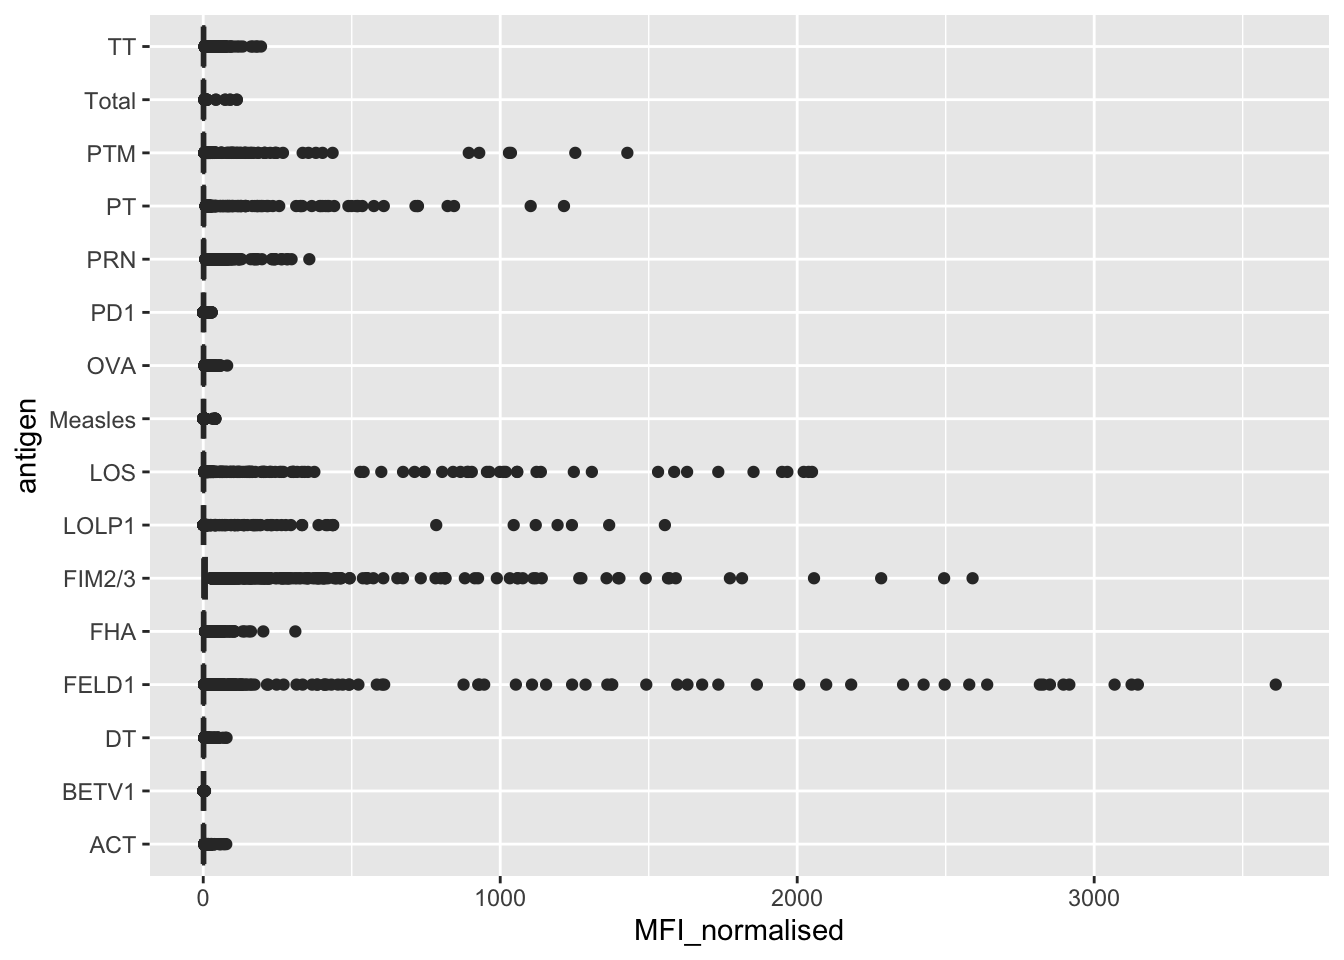 TT
Total
PTM
PT
PRN
PD1
OVA
Measles
LOS
LOLP1
FIM2/3
FHA
FELD1
DT
BETV1
ACT
antigen
0 1000 2000 3000
MFI_normalised